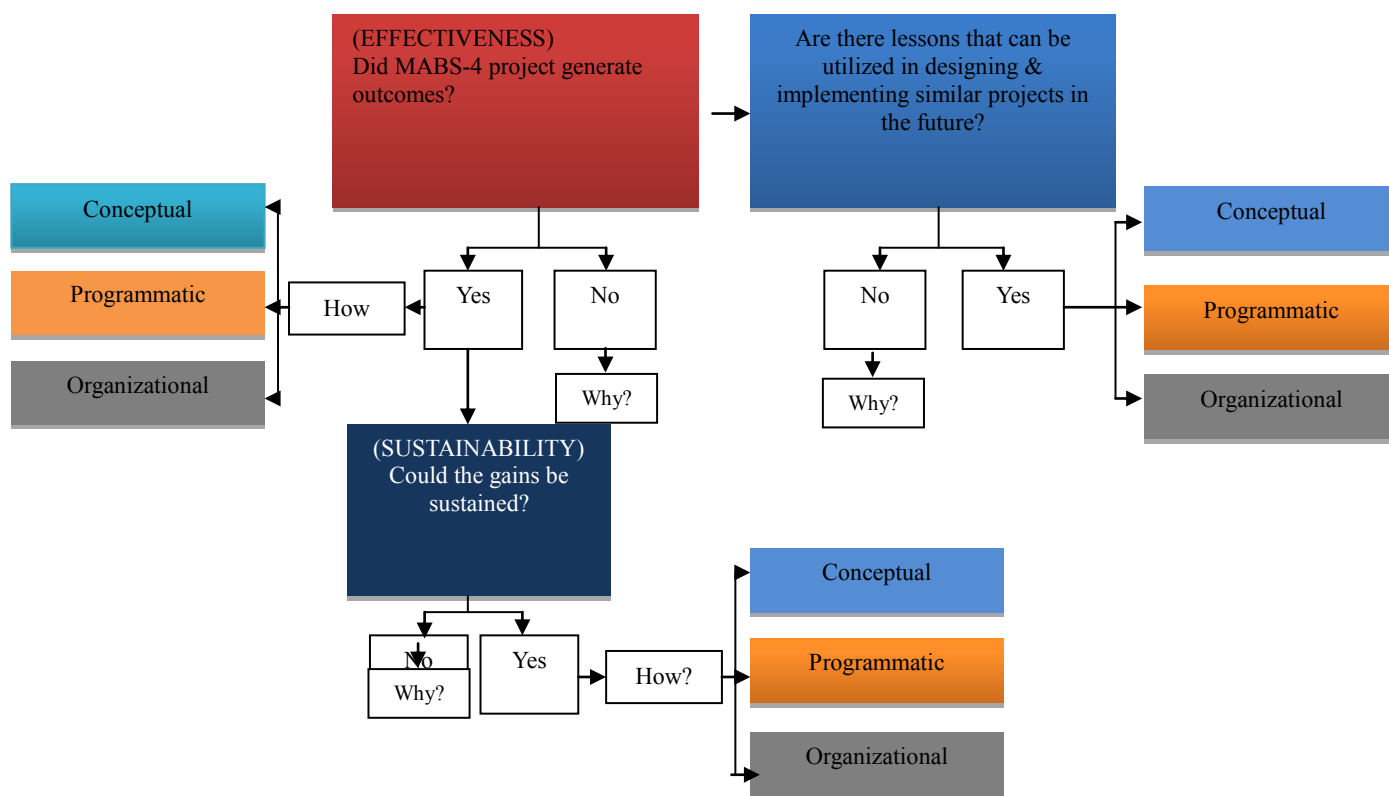 (EFFECTIVENESS)
Did MABS-4 project generate
outcomes?
Are there lessons that can be
utilized in designing &
implementing similar projects in
the future?
Conceptual
Programmatic
Organizational
How
Yes
No
Why?
No
Yes
Why?
Conceptual
Programmatic
Organizational
(SUSTAINABILITY)
Could the gains be
sustained?
No
Why?
Yes
How?
Conceptual
Programmatic
Organizational